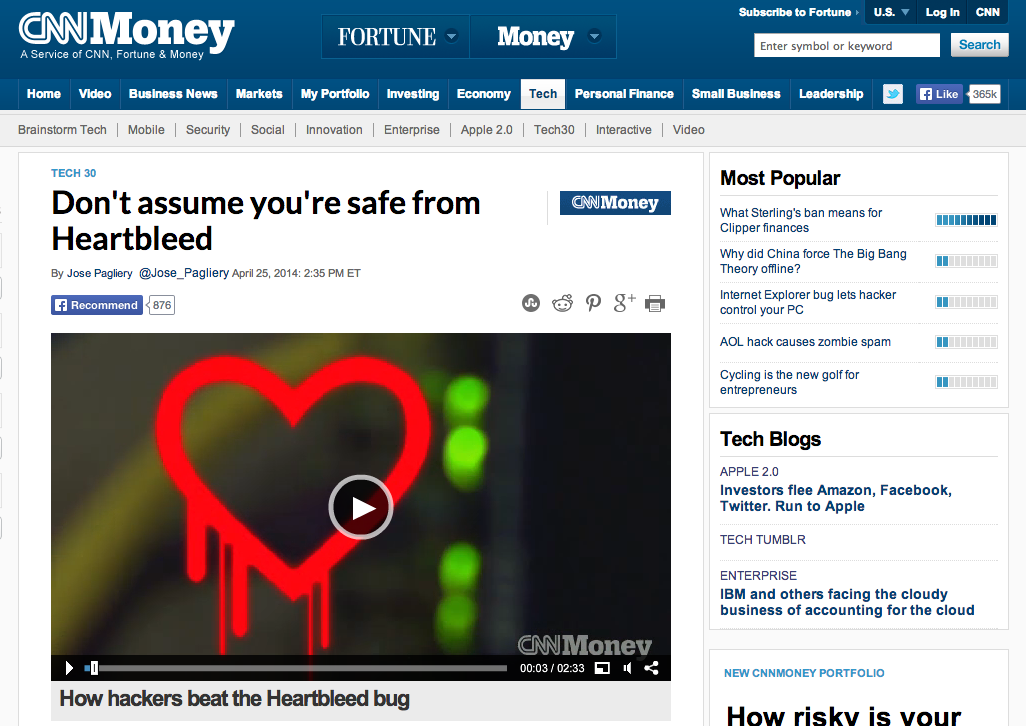 CNNMoney
A Service of CNN, Fortune & Money
FORTUNE
Money
Subscribe to Fortune
U.S.
Log In
CNN
Enter symbol or keyword
Search
Home
Video
Business News
Markets
My Portfolio
Investing
Economy
Tech
Personal Finance
Small Business
Leadership
Like
365k
Brainstorm Tech
Mobile
Security
Social
Innovation
Enterprise
Apple 2.0
Tech30
Interactive
Video
TECH 30
Don't assume you're safe from
Heartbleed
CNNMoney
By Jose Pagliery @Jose_Pagliery April 25, 2014: 2:35 PM ET
Recommend
876
g+
CNNMoney
00:03 / 02:33
How hackers beat the Heartbleed bug
Most Popular
What Sterling's ban means for
Clipper finances
Why did China force The Big Bang
Theory offline?
Internet Explorer bug lets hacker
control your PC
AOL hack causes zombie spam
Cycling is the new golf for
entrepreneurs
Tech Blogs
APPLE 2.0
Investors flee Amazon, Facebook,
Twitter. Run to Apple
TECH TUMBLR
ENTERPRISE
IBM and others facing the cloudy
business of accounting for the cloud
NEW CNNMONEY PORTFOLIO
How risky is your